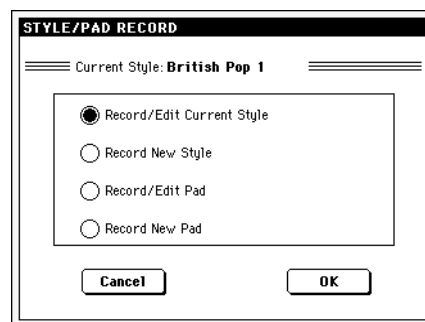 STYLE/PAD RECORD
Current Style: British Pop 1
Record/Edit Current Style
Record New Style
Record/Edit Pad
Record New Pad
Cancel OK